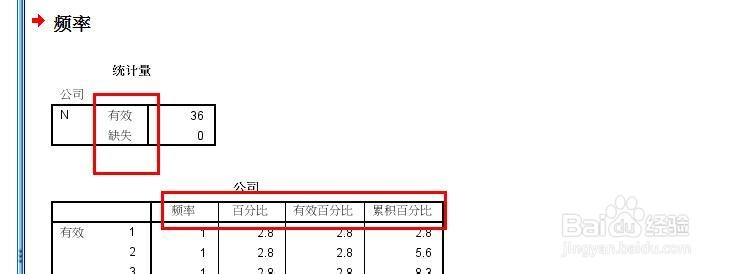 频率
统计量
公司
N 有效 36
缺失 0
公司
频率 百分比 有效百分比 累积百分比
有效 1 1 2.8 2.8 2.8
2 1 2.8 2.8 5.6
3 1 2.8 2.8 8.3
Baidu经验
jingyan.baidu.com